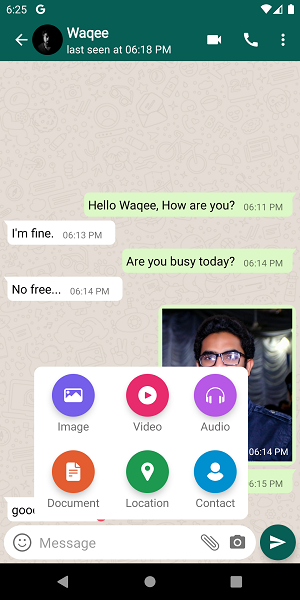 6:25 G
Waqee
last seen at 06:18 PM
Hello Waqee, How are you? 06:11 PM
I'm fine. 06:13 PM
Are you busy today? 06:14 PM
No free... 06:14 PM
06:14 PM
Image Video Audio
6:15 PM
Document Location Contact
Message